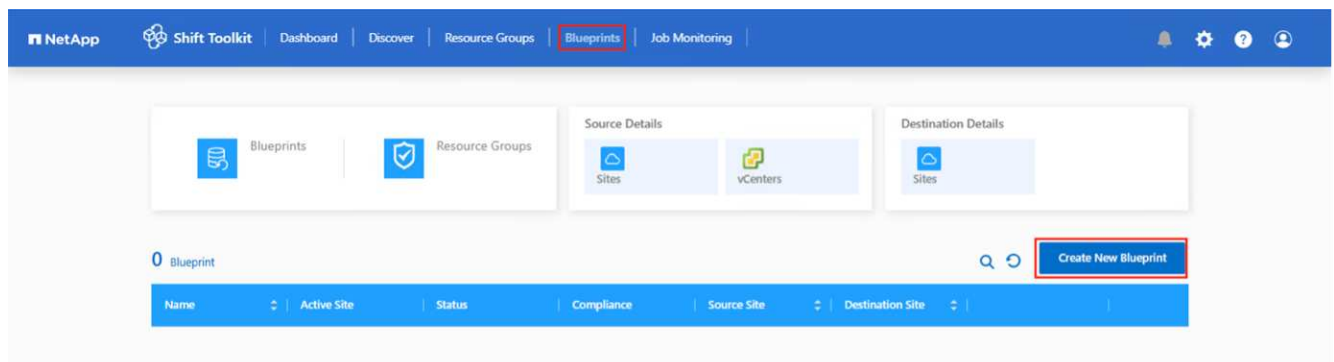 NetApp Shift Toolkit Dashboard Discover Resource Groups Blueprints Job Monitoring
Source Details Destination Details
Blueprints Resource Groups
Sites vCenters Sites
0 Blueprint Create New Blueprint
Name Active Site Status Compliance Source Site Destination Site